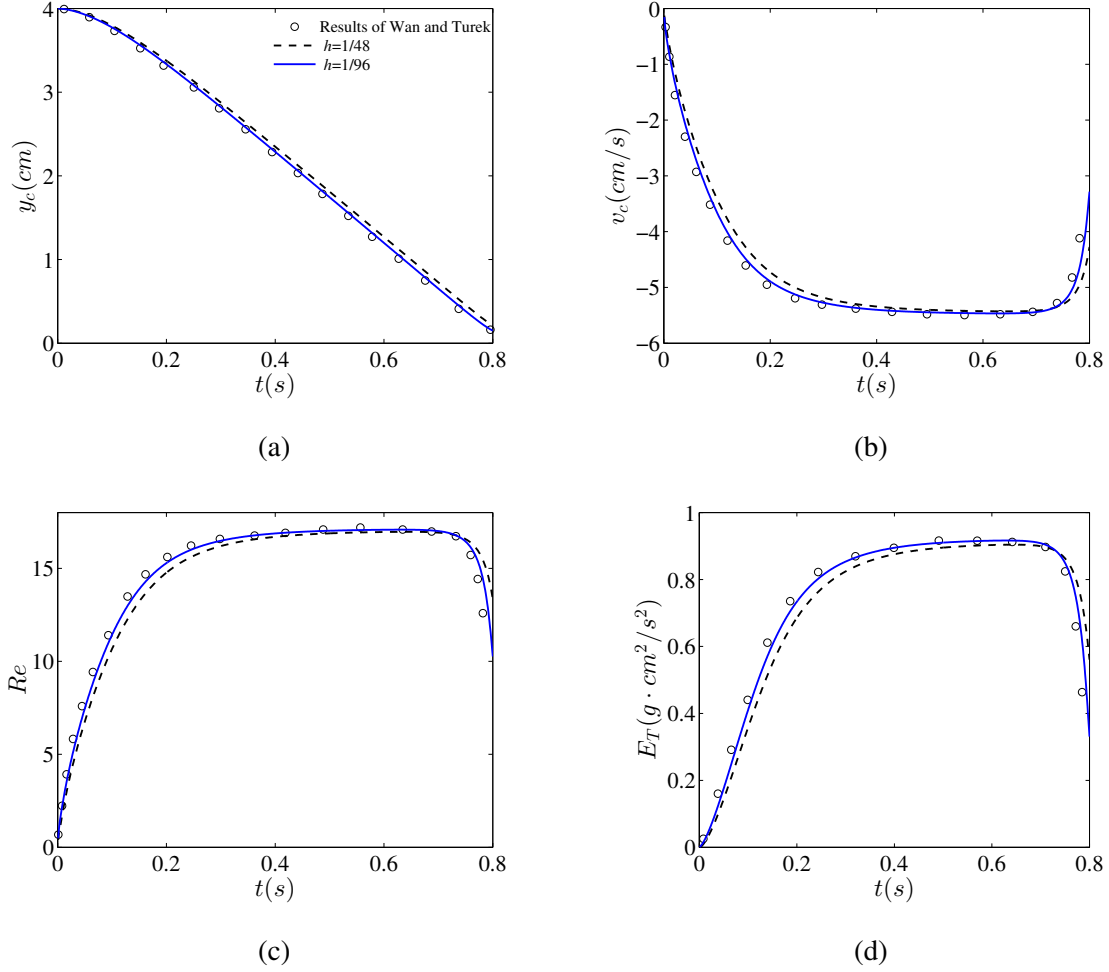 4
3
2
1
0
0
0.2
0.4
0.6
0.8
y_c(cm)
t(s)
Results of Wan and Turek
h=1/48
h=1/96
(a)
0
−1
−2
−3
−4
−5
−6
0
0.2
0.4
0.6
0.8
v_c(cm/s)
t(s)
(b)
15
10
5
0
0
0.2
0.4
0.6
0.8
Re
t(s)
(c)
1
0.8
0.6
0.4
0.2
0
0
0.2
0.4
0.6
0.8
E_T(g · cm²/s²)
t(s)
(d)